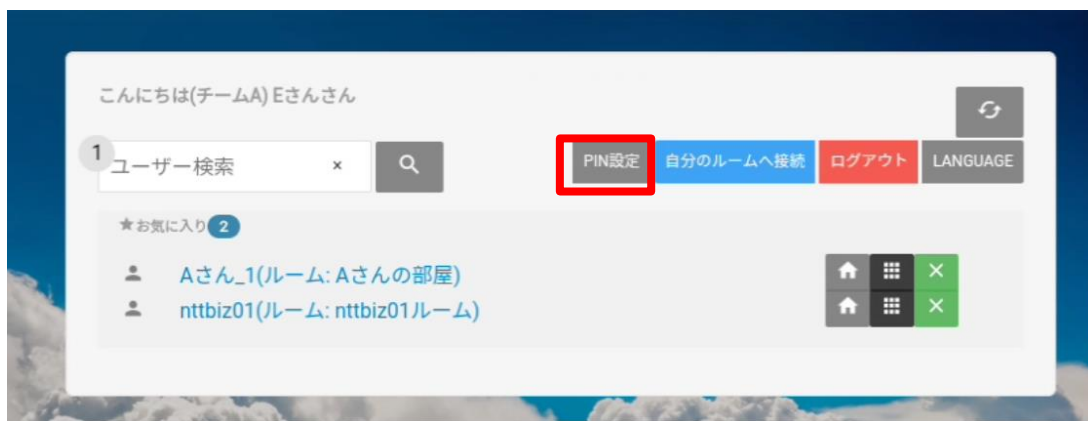 こんにちは(チームA) Eさんさん
1
ユーザー検索 ×
PIN設定 自分のルームへ接続 ログアウト LANGUAGE
★お気に入り 2
Aさん_1(ルーム: Aさんの部屋)
nttbiz01(ルーム: nttbiz01ルーム)